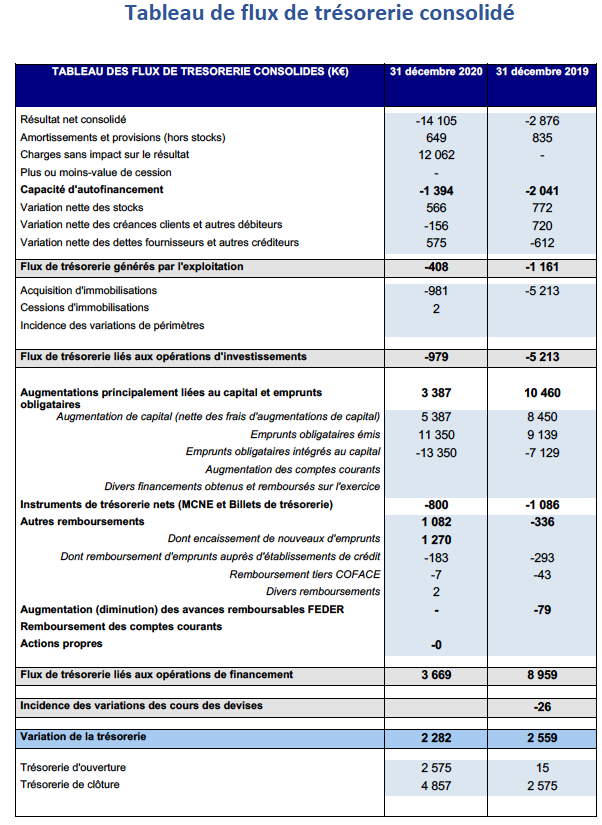 Tableau de flux de trésorerie consolidé
TABLEAU DES FLUX DE TRESORERIE CONSOLIDES (K€) 31 décembre 2020 31 décembre 2019
Résultat net consolidé -14 105 -2 876
Amortissements et provisions (hors stocks) 649 835
Charges sans impact sur le résultat 12 062 -
Plus ou moins-value de cession -
Capacité d'autofinancement -1 394 -2 041
Variation nette des stocks 566 772
Variation nette des créances clients et autres débiteurs -156 720
Variation nette des dettes fournisseurs et autres créditeurs 575 -612
Flux de trésorerie générés par l'exploitation -408 -1 161
Acquisition d'immobilisations -981 -5 213
Cessions d'immobilisations 2
Incidence des variations de périmètres
Flux de trésorerie liés aux opérations d'investissements -979 -5 213
Augmentations principalement liées au capital et emprunts 3 387 10 460
obligataires
Augmentation de capital (nette des frais d'augmentations de capital) 5 387 8 450
Emprunts obligataires émis 11 350 9 139
Emprunts obligataires intégrés au capital -13 350 -7 129
Augmentation des comptes courants
Divers financements obtenus et remboursés sur l'exercice
Instruments de trésorerie nets (MCNE et Billets de trésorerie) -800 -1 086
Autres remboursements 1 082 -336
Dont encaissement de nouveaux d'emprunts 1 270
Dont remboursement d'emprunts auprès d'établissements de crédit -183 -293
Remboursement tiers COFACE -7 -43
Divers remboursements 2
Augmentation (diminution) des avances remboursables FEDER - -79
Remboursement des comptes courants
Actions propres -0
Flux de trésorerie liés aux opérations de financement 3 669 8 959
Incidence des variations des cours des devises -26
Variation de la trésorerie 2 282 2 559
Trésorerie d'ouverture 2 575 15
Trésorerie de clôture 4 857 2 575